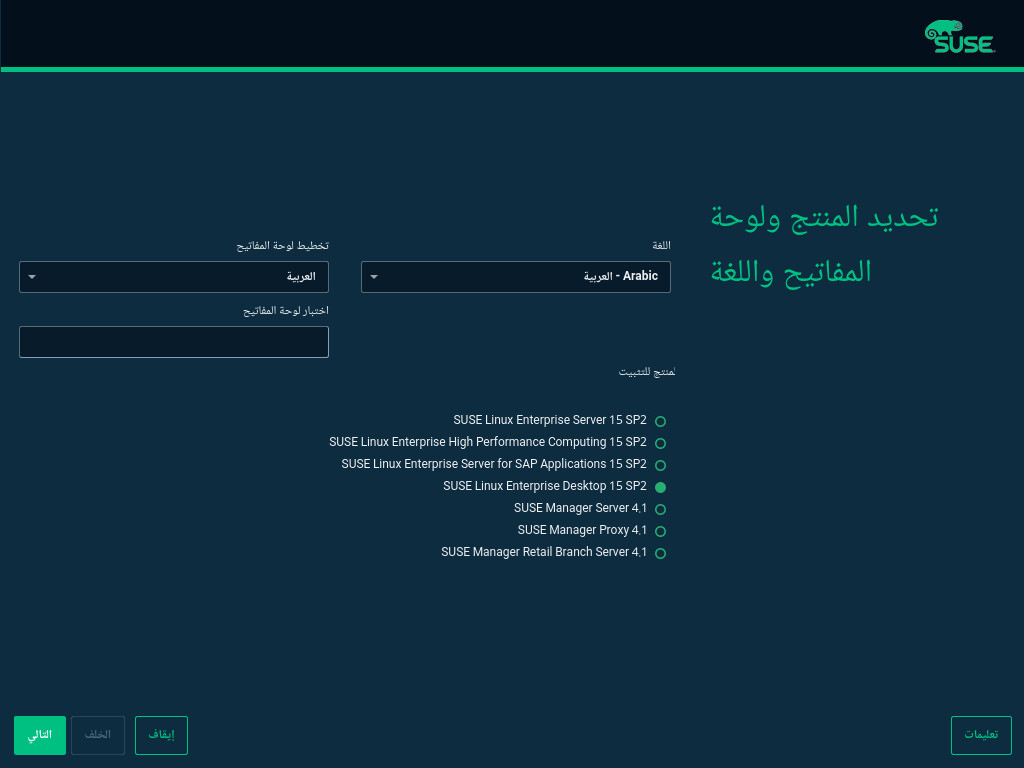 SUSE
تحديد المنتج ولوحة
المفاتيح واللغة
اللغة
العربية - Arabic
تخطيط لوحة المفاتيح
العربية
اختبار لوحة المفاتيح
لمنتج للتثبيت
SUSE Linux Enterprise Server 15 SP2
SUSE Linux Enterprise High Performance Computing 15 SP2
SUSE Linux Enterprise Server for SAP Applications 15 SP2
SUSE Linux Enterprise Desktop 15 SP2
SUSE Manager Server 4.1
SUSE Manager Proxy 4.1
SUSE Manager Retail Branch Server 4.1
تعليمات
إيقاف
الخلف
التالي